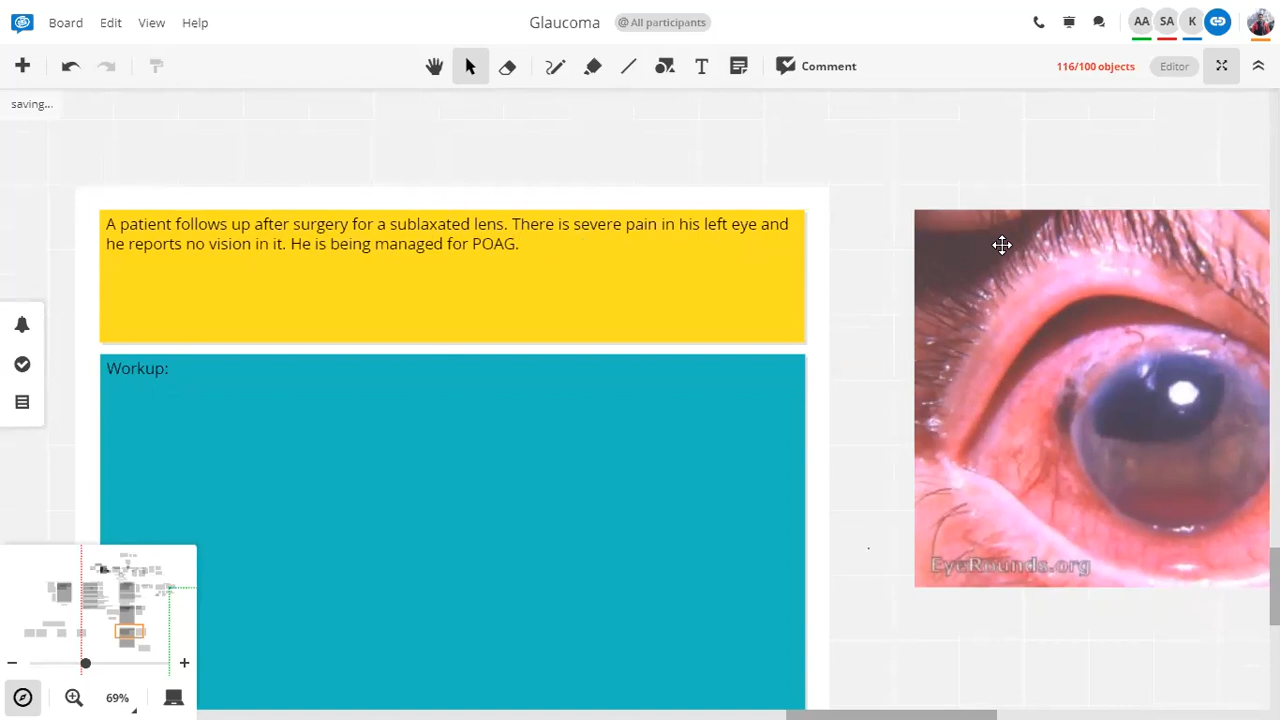 Board Edit View Help
Glaucoma @ All participants
AA SA K
Comment
116/100 objects
Editor
saving...
A patient follows up after surgery for a sublaxated lens. There is severe pain in his left eye and
he reports no vision in it. He is being managed for POAG.
Workup:
EyeRounds.org
69%